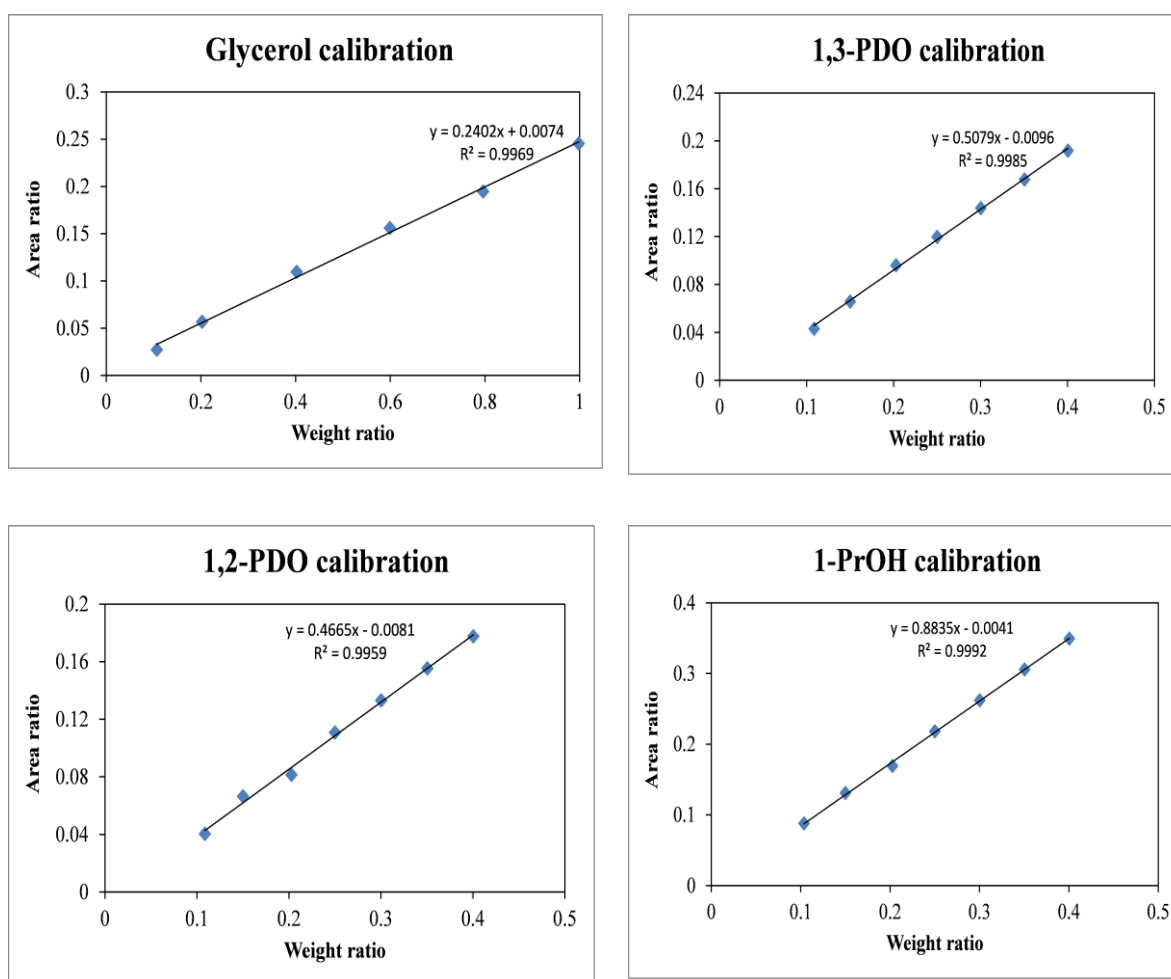 Glycerol calibration
0.3
0.25
0.2
0.15
0.1
0.05
0
y = 0.2402x + 0.0074
R² = 0.9969
Area ratio
0 0.2 0.4 0.6 0.8 1
Weight ratio
1,3-PDO calibration
0.24
0.2
0.16
0.12
0.08
0.04
0
y = 0.5079x - 0.0096
R² = 0.9985
Area ratio
0 0.1 0.2 0.3 0.4 0.5
Weight ratio
1,2-PDO calibration
0.2
0.16
0.12
0.08
0.04
0
y = 0.4665x - 0.0081
R² = 0.9959
Area ratio
0 0.1 0.2 0.3 0.4 0.5
Weight ratio
1-PrOH calibration
0.4
0.3
0.2
0.1
0
y = 0.8835x - 0.0041
R² = 0.9992
Area ratio
0 0.1 0.2 0.3 0.4 0.5
Weight ratio